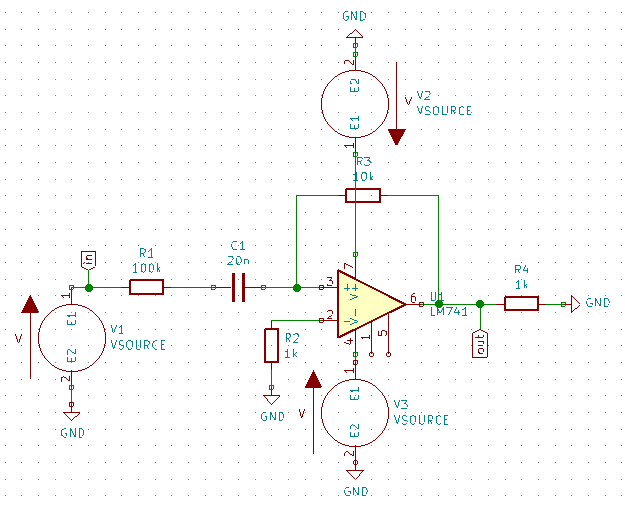 GND
2
E2
V
V2
VSOURCE
E1
1
R3
10k
in
R1
100k
C1
20n
7
3
+
V+
6
U1
LM741
R4
1k
GND
2
-
V-
4
1
5
out
1
E1
V
V1
VSOURCE
E2
2
GND
R2
1k
GND
1
E1
V
V3
VSOURCE
E2
2
GND